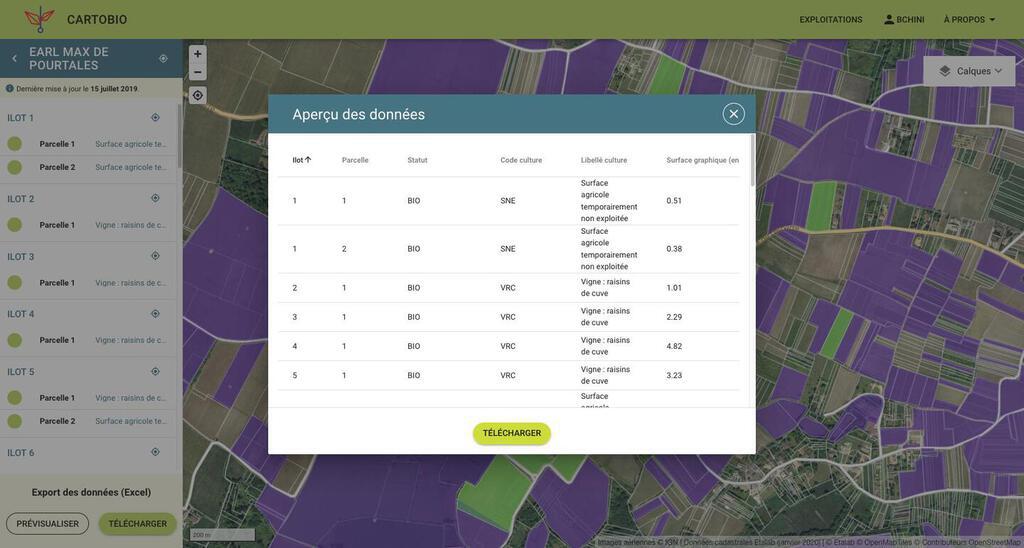 CARTOBIO
EXPLOITATIONS
BCHINI
À PROPOS
EARL MAX DE
POURTALES
Dernière mise à jour le 15 juillet 2019.
ILOT 1
Parcelle 1 Surface agricole te...
Parcelle 2 Surface agricole te...
ILOT 2
Parcelle 1 Vigne : raisins de c...
ILOT 3
Parcelle 1 Vigne : raisins de c...
ILOT 4
Parcelle 1 Vigne : raisins de c...
ILOT 5
Parcelle 1 Vigne : raisins de c...
Parcelle 2 Surface agricole te...
ILOT 6
Export des données (Excel)
PRÉVISUALISER
TÉLÉCHARGER
+
−
Calques
Aperçu des données
Ilot Parcelle Statut Code culture Libellé culture Surface graphique (en
1 1 BIO SNE Surface
agricole
temporairement
non exploitée 0.51
1 2 BIO SNE Surface
agricole
temporairement
non exploitée 0.38
2 1 BIO VRC Vigne : raisins
de cuve 1.01
3 1 BIO VRC Vigne : raisins
de cuve 2.29
4 1 BIO VRC Vigne : raisins
de cuve 4.82
5 1 BIO VRC Vigne : raisins
de cuve 3.23
Surface
agricole
TÉLÉCHARGER
200 m
Images aériennes © IGN | Données cadastrales Etalab (janvier 2020) | © Etalab © OpenMapTiles © Contributeurs OpenStreetMap